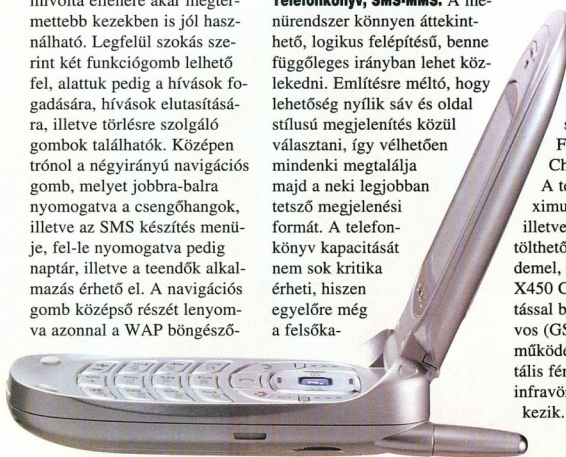 mivolta ellenére akár megter-
mettebb kezekben is jól hasz-
nálható. Legfelül szokás sze-
rint két funkciógomb lelhető
fel, alattuk pedig a hívások fo-
gadására, hívások elutasításá-
ra, illetve törlésre szolgáló
gombok találhatók. Középen
trónol a négyirányú navigációs
gomb, melyet jobbra-balra
nyomogatva a csengőhangok,
illetve az SMS készítés menü-
je, fel-le nyomogatva pedig
naptár, illetve a teendők alkal-
mazás érhető el. A navigációs
gomb középső részét lenyom-
va azonnal a WAP böngésző-
Telefonkönyv, SMS-MMS. A me-
nürendszer könnyen áttekint-
hető, logikus felépítésű, benne
függőleges irányban lehet köz-
lekedni. Említésre méltó, hogy
lehetőség nyílik sáv és oldal
stílusú megjelenítés közül
választani, így vélhetően
mindenki megtalálja
majd a neki legjobban
tetsző megjelenési
formát. A telefon-
könyv kapacitását
nem sok kritika
érheti, hiszen
egyelőre még
a felsőka-
s
F
Ch
A te
ximu
illetve
tölthető
demel,
X450 C
tással b
vos (GS
működé
tális fén
infravör
kezik.